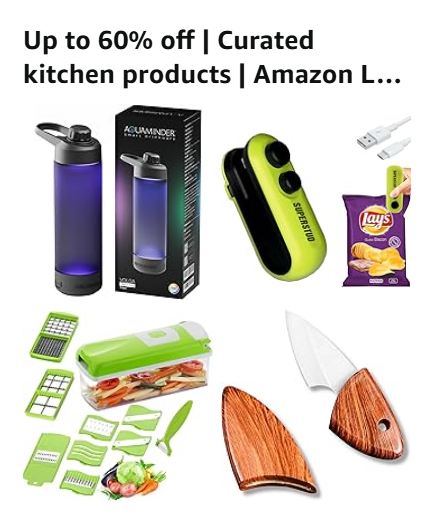 Up to 60% off | Curated
kitchen products | Amazon L...
AQUAMINDER
SUPERSTUD
Lay's